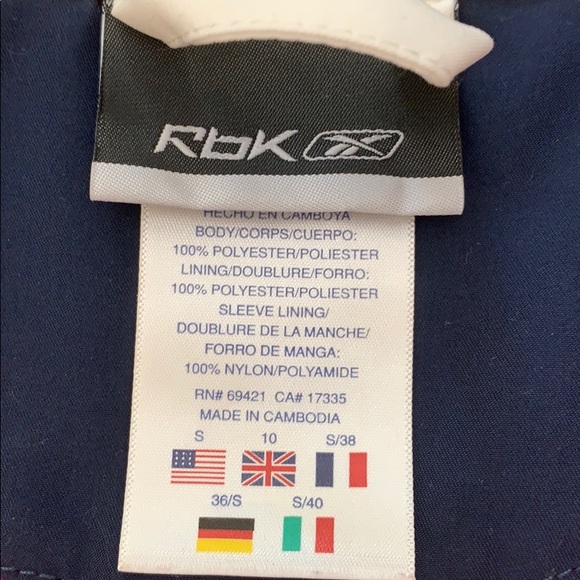 RbK
HECHO EN CAMBOYA
BODY/CORPS/CUERPO:
100% POLYESTER/POLIESTER
LINING/DOUBLURE/FORRO:
100% POLYESTER/POLIESTER
SLEEVE LINING/
DOUBLURE DE LA MANCHE/
FORRO DE MANGA:
100% NYLON/POLYAMIDE
RN# 69421 CA# 17335
MADE IN CAMBODIA
S 10 S/38
36/S S/40